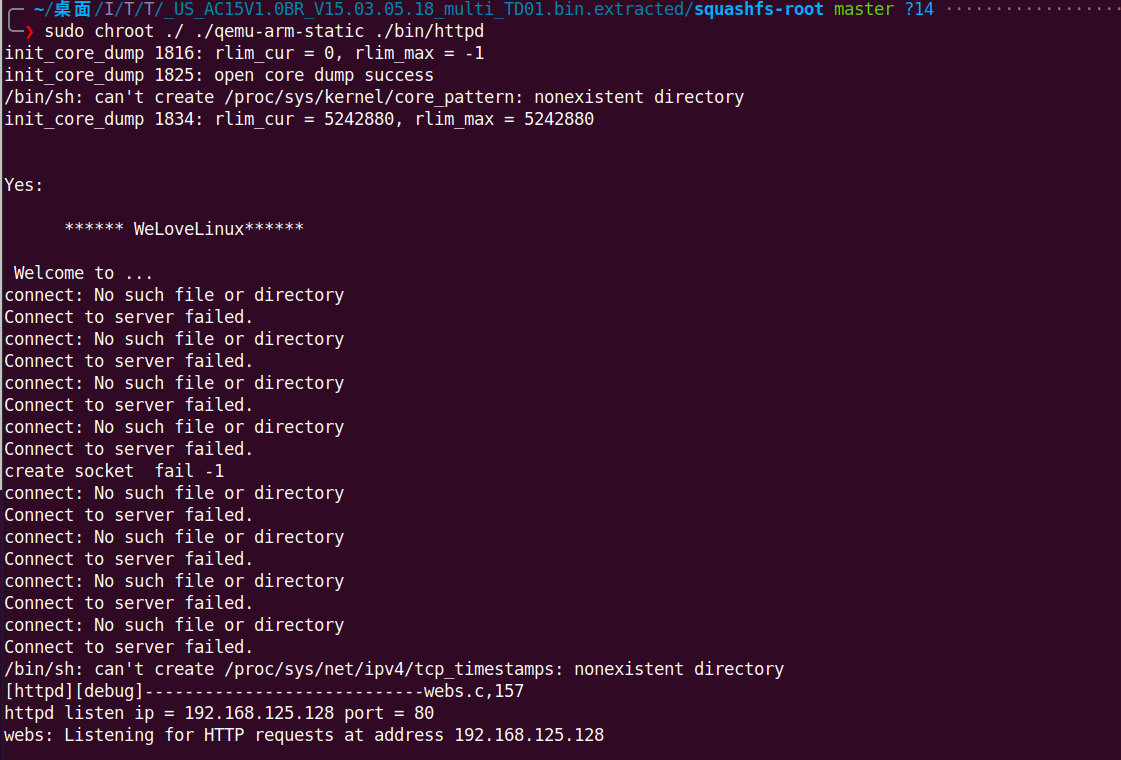 ~/桌面/I/T/T/_US_AC15V1.0BR_V15.03.05.18_multi_TD01.bin.extracted/squashfs-root master ?14
❯ sudo chroot ./ ./qemu-arm-static ./bin/httpd
init_core_dump 1816: rlim_cur = 0, rlim_max = -1
init_core_dump 1825: open core dump success
/bin/sh: can't create /proc/sys/kernel/core_pattern: nonexistent directory
init_core_dump 1834: rlim_cur = 5242880, rlim_max = 5242880
Yes:
****** WeLoveLinux******
Welcome to ...
connect: No such file or directory
Connect to server failed.
connect: No such file or directory
Connect to server failed.
connect: No such file or directory
Connect to server failed.
connect: No such file or directory
Connect to server failed.
create socket  fail -1
connect: No such file or directory
Connect to server failed.
connect: No such file or directory
Connect to server failed.
connect: No such file or directory
Connect to server failed.
connect: No such file or directory
Connect to server failed.
/bin/sh: can't create /proc/sys/net/ipv4/tcp_timestamps: nonexistent directory
[httpd][debug]----------------------------webs.c,157
httpd listen ip = 192.168.125.128 port = 80
webs: Listening for HTTP requests at address 192.168.125.128